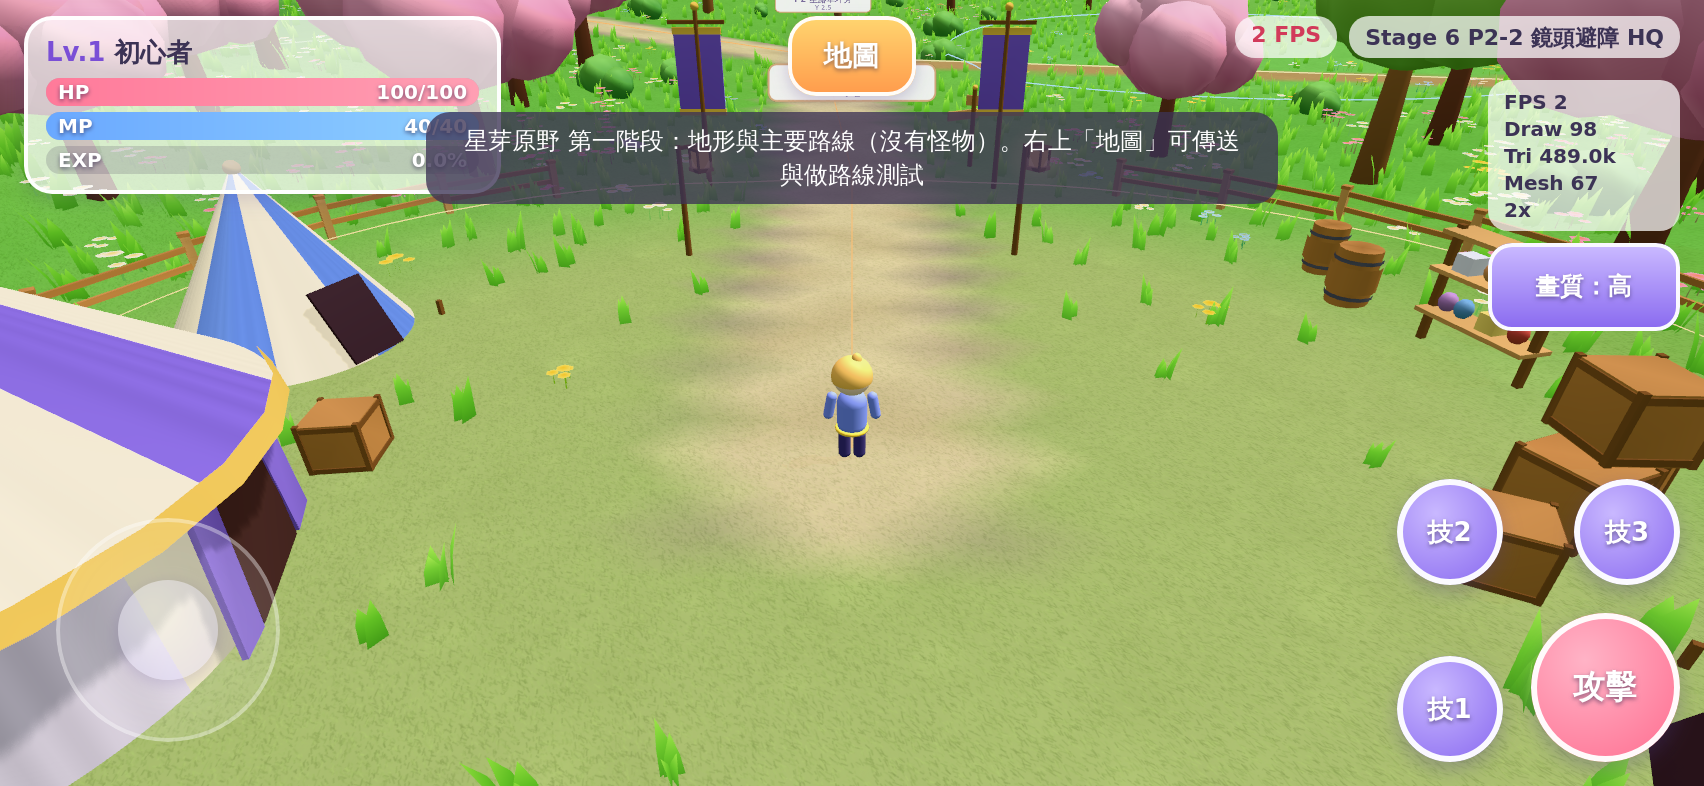 Y 2.5
Lv.1 初心者
HP 100/100
MP 40/40
EXP 0.0%
地圖
2 FPS
Stage 6 P2-2 鏡頭避障 HQ
星芽原野 第一階段：地形與主要路線（沒有怪物）。右上「地圖」可傳送
與做路線測試
FPS 2
Draw 98
Tri 489.0k
Mesh 67
2x
畫質：高
技2
技3
技1
攻擊